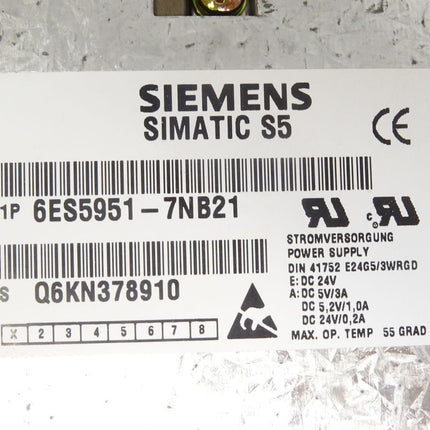 SIEMENS
SIMATIC S5
CE
1P 6ES5951-7NB21
S Q6KN378910
X 2 3 4 5 6 7 8
STROMVERSORGUNG
POWER SUPPLY
DIN 41752 E24G5/3WRGD
E: DC 24V
A: DC 5V/3A
DC 5,2V/1,0A
DC 24V/0,2A
MAX. OP. TEMP 55 GRAD